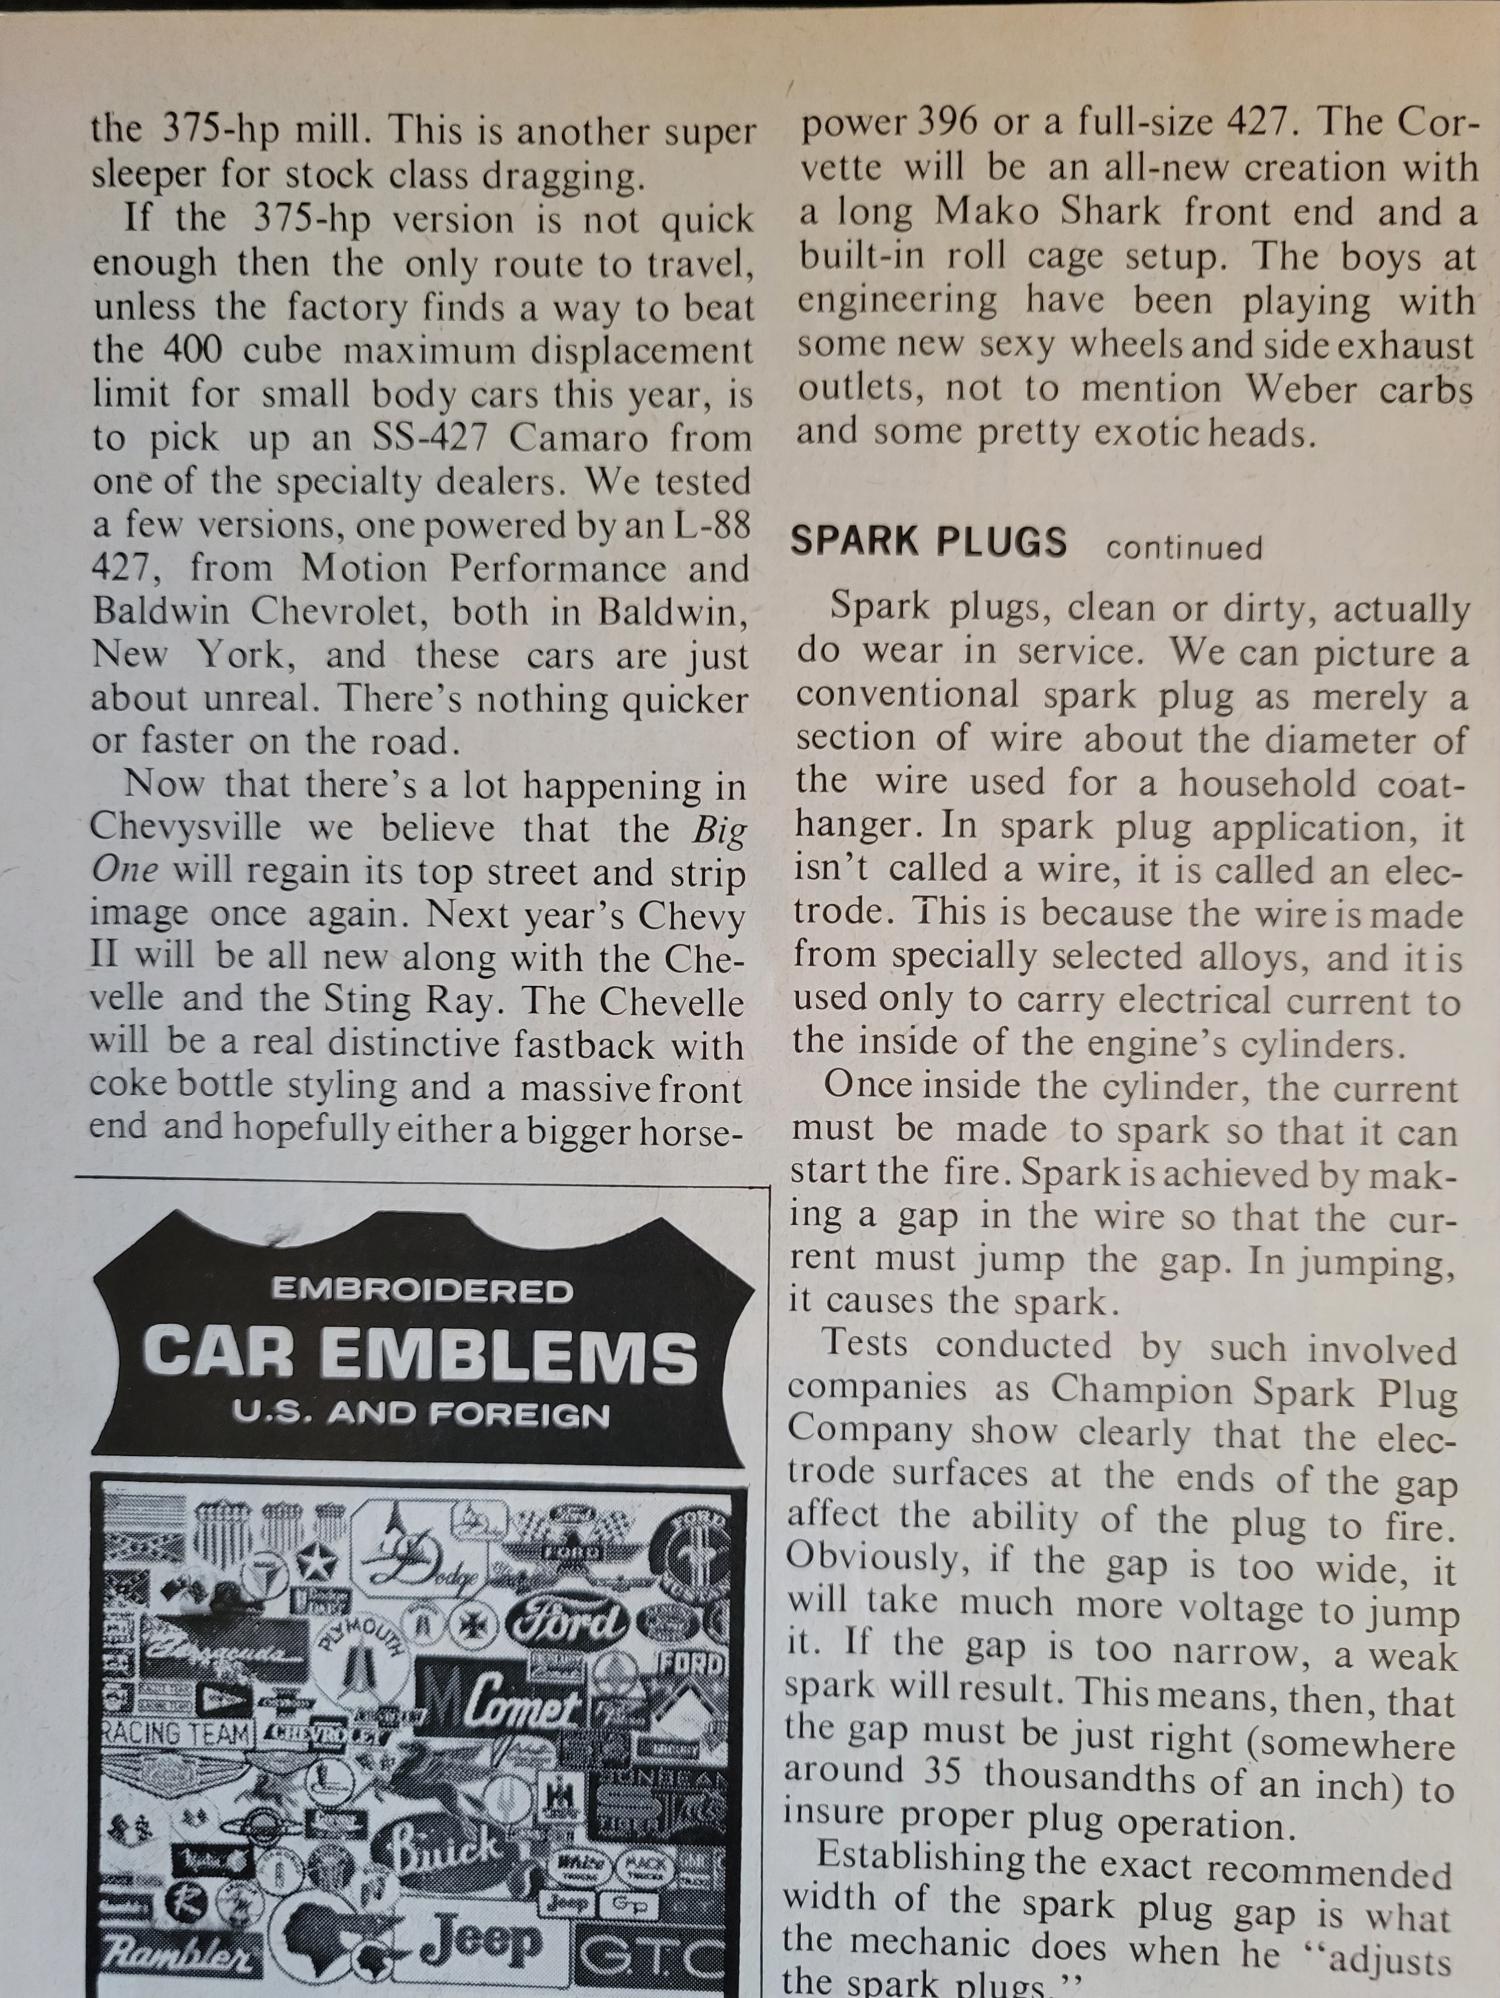 the 375-hp mill. This is another super
sleeper for stock class dragging.
If the 375-hp version is not quick
enough then the only route to travel,
unless the factory finds a way to beat
the 400 cube maximum displacement
limit for small body cars this year, is
to pick up an SS-427 Camaro from
one of the specialty dealers. We tested
a few versions, one powered by an L-88
427, from Motion Performance and
Baldwin Chevrolet, both in Baldwin,
New York, and these cars are just
about unreal. There's nothing quicker
or faster on the road.
Now that there's a lot happening in
Chevysville we believe that the Big
One will regain its top street and strip
image once again. Next year's Chevy
II will be all new along with the Che-
velle and the Sting Ray. The Chevelle
will be a real distinctive fastback with
coke bottle styling and a massive front
end and hopefully either a bigger horse-
power 396 or a full-size 427. The Cor-
vette will be an all-new creation with
a long Mako Shark front end and a
built-in roll cage setup. The boys at
engineering have been playing with
some new sexy wheels and side exhaust
outlets, not to mention Weber carbs
and some pretty exotic heads.
SPARK PLUGS continued
Spark plugs, clean or dirty, actually
do wear in service. We can picture a
conventional spark plug as merely a
section of wire about the diameter of
the wire used for a household coat-
hanger. In spark plug application, it
isn't called a wire, it is called an elec-
trode. This is because the wire is made
from specially selected alloys, and it is
used only to carry electrical current to
the inside of the engine's cylinders.
Once inside the cylinder, the current
must be made to spark so that it can
start the fire. Spark is achieved by mak-
ing a gap in the wire so that the cur-
rent must jump the gap. In jumping,
it causes the spark.
Tests conducted by such involved
companies as Champion Spark Plug
Company show clearly that the elec-
trode surfaces at the ends of the gap
affect the ability of the plug to fire.
Obviously, if the gap is too wide, it
will take much more voltage to jump
it. If the gap is too narrow, a weak
spark will result. This means, then, that
the gap must be just right (somewhere
around 35 thousandths of an inch) to
insure proper plug operation.
Establishing the exact recommended
width of the spark plug gap is what
the mechanic does when he "adjusts
the spark plugs."
EMBROIDERED
CAR EMBLEMS
U.S. AND FOREIGN
Dodge
Ford
FORD
Ford
Barracuda
PLYMOUTH
FORD
Comet
RACING TEAM
CHEVROLET
SUNBEAM
TIGER
Buick
White
MACK
Jeep
Rambler
Jeep
G.T.O